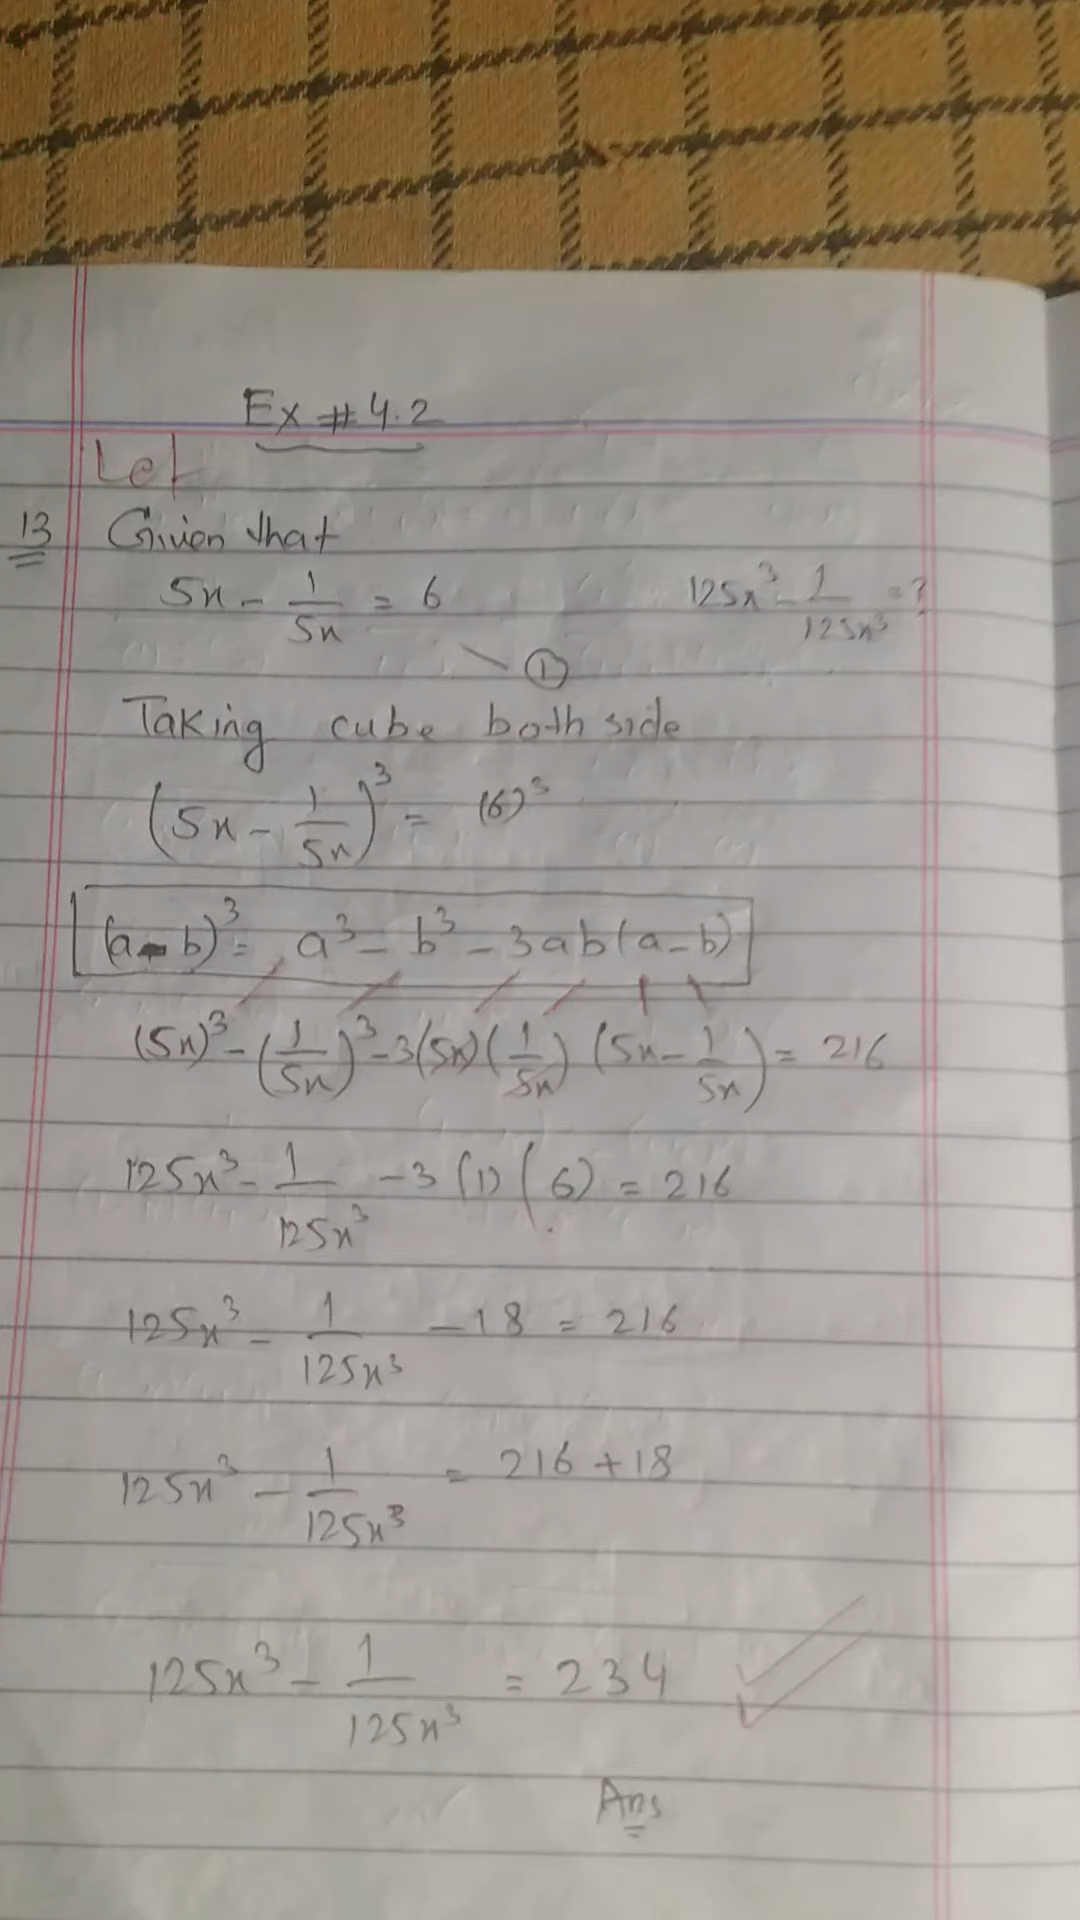 Ex # 4.2
Let
13 Given that
5x - 1/5x = 6 125x³ - 1/125x³ = ?
①
Taking cube both side
(5x - 1/5x)³ = (6)³
(a - b)³ = a³ - b³ - 3ab(a - b)
(5x)³ - (1/5x)³ - 3(5x)(1/5x)(5x - 1/5x) = 216
125x³ - 1/125x³ - 3(1)(6) = 216
125x³ - 1/125x³ - 18 = 216
125x³ - 1/125x³ = 216 + 18
125x³ - 1/125x³ = 234
Ans